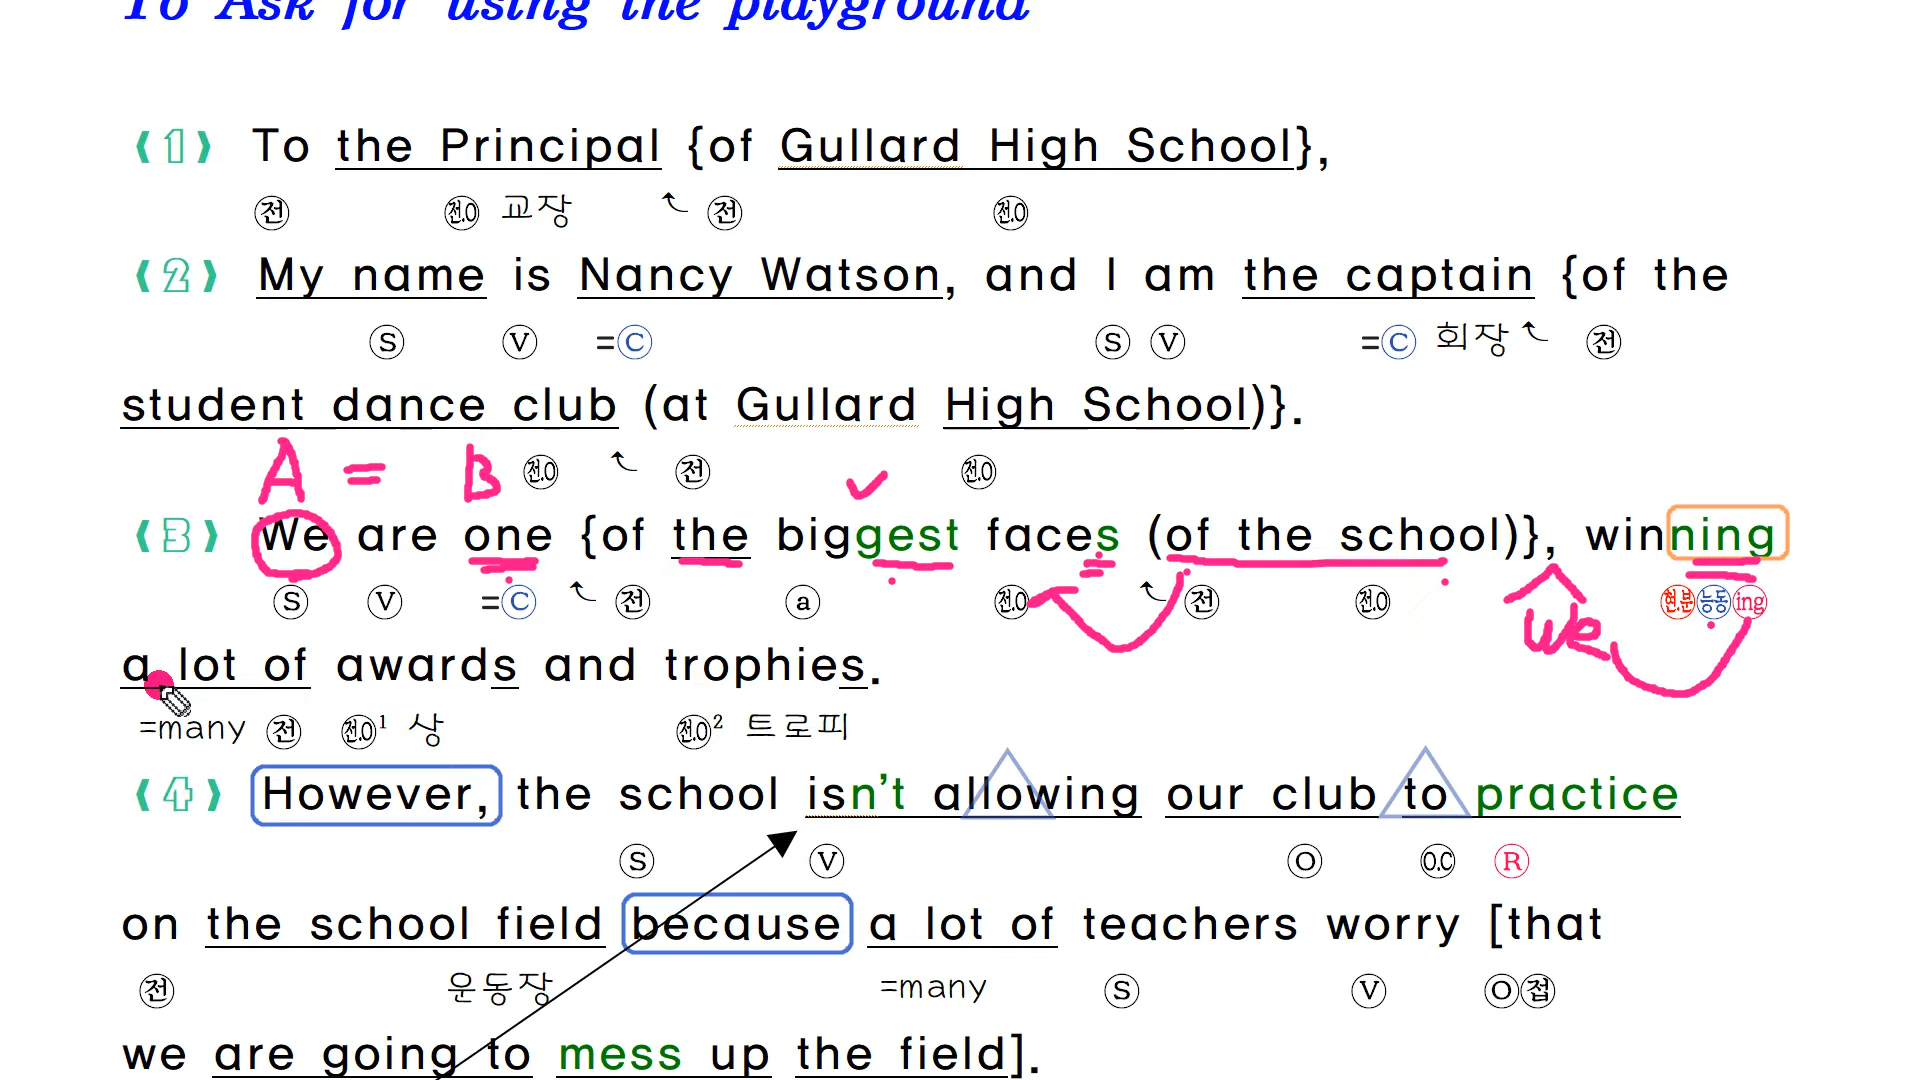 To Ask for using the playground
❰1❱ To the Principal {of Gullard High School},
전 전.O 교장 전 전.O
❰2❱ My name is Nancy Watson, and I am the captain {of the
S V =C S V =C 회장 전
student dance club (at Gullard High School)}.
A = B 전.O 전 전.O
❰3❱ We are one {of the biggest faces (of the school)}, winning
S V =C 전 a 전.O 전 전.O 현.분 능동 ing
we
a lot of awards and trophies.
=many 전 전.O1 상 전.O2 트로피
❰4❱ However, the school isn't allowing our club to practice
S V O O.C R
on the school field because a lot of teachers worry [that
전 운동장 =many S V O 접
we are going to mess up the field].